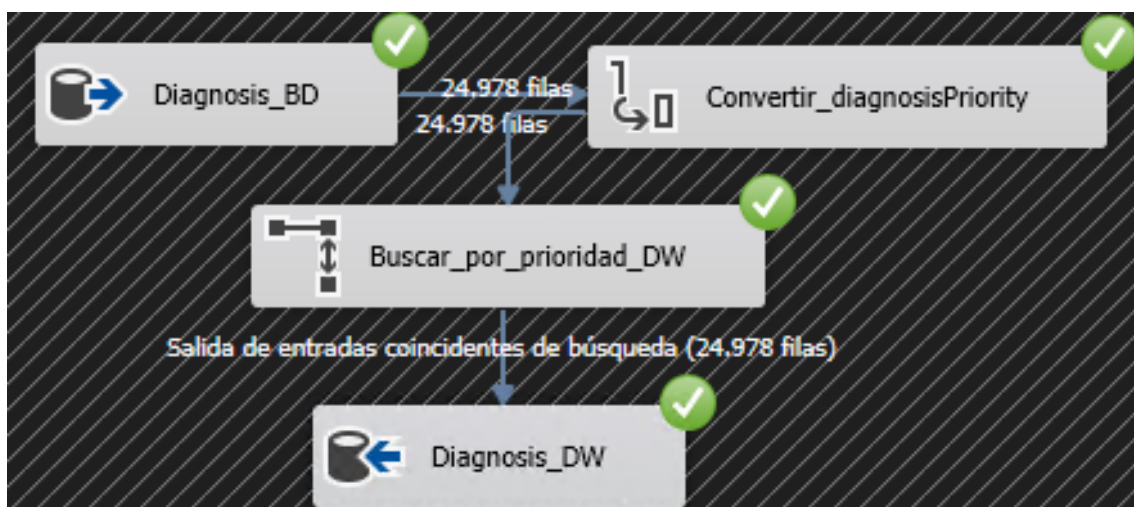 Diagnosis_BD
24.978 filas
Convertir_diagnosisPriority
24.978 filas
Buscar_por_prioridad_DW
Salida de entradas coincidentes de búsqueda (24.978 filas)
Diagnosis_DW